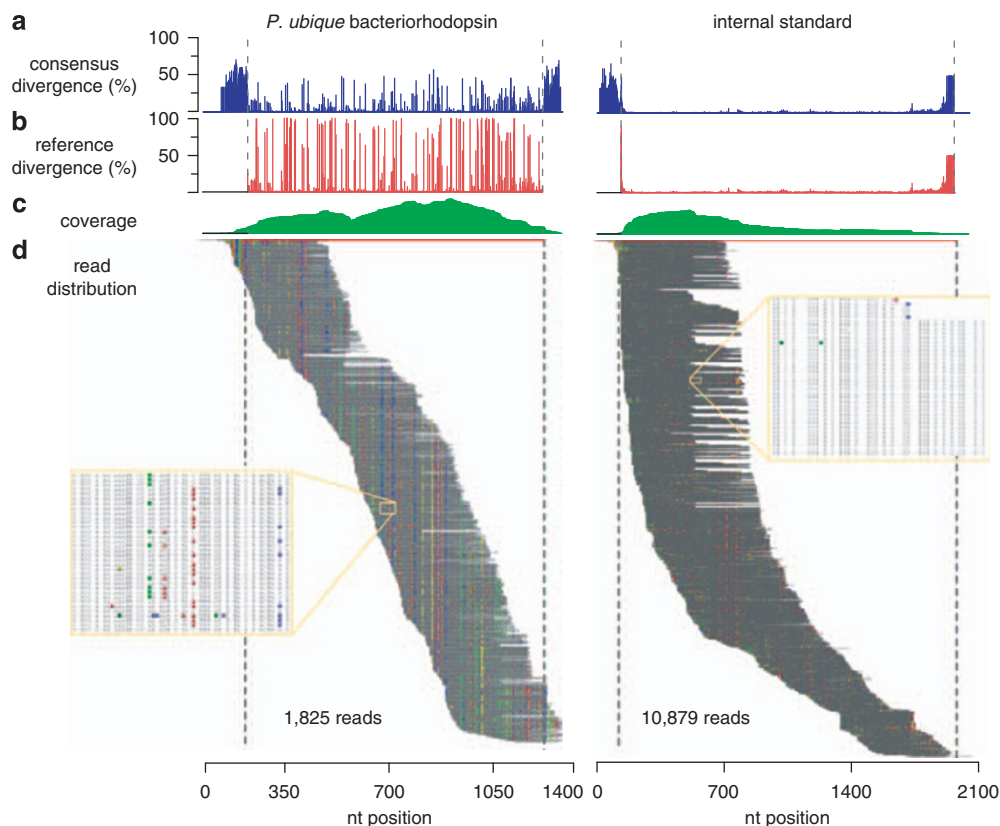 a
P. ubique bacteriorhodopsin
internal standard
consensus
divergence (%)
100
50
b
reference
divergence (%)
100
50
c
coverage
d
read
distribution
1,825 reads
10,879 reads
0 350 700 1050 1400
nt position
0 700 1400 2100
nt position